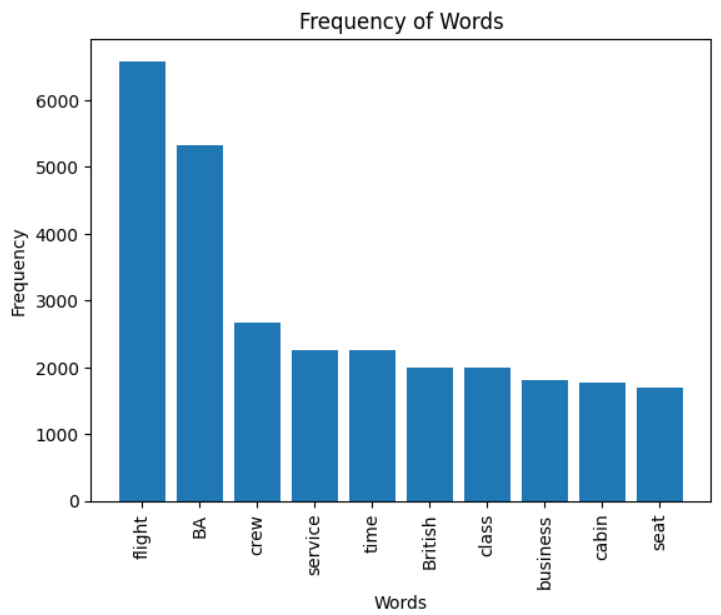 Frequency of Words
6000
5000
4000
3000
2000
1000
0
Frequency
flight
BA
crew
service
time
British
class
business
cabin
seat
Words